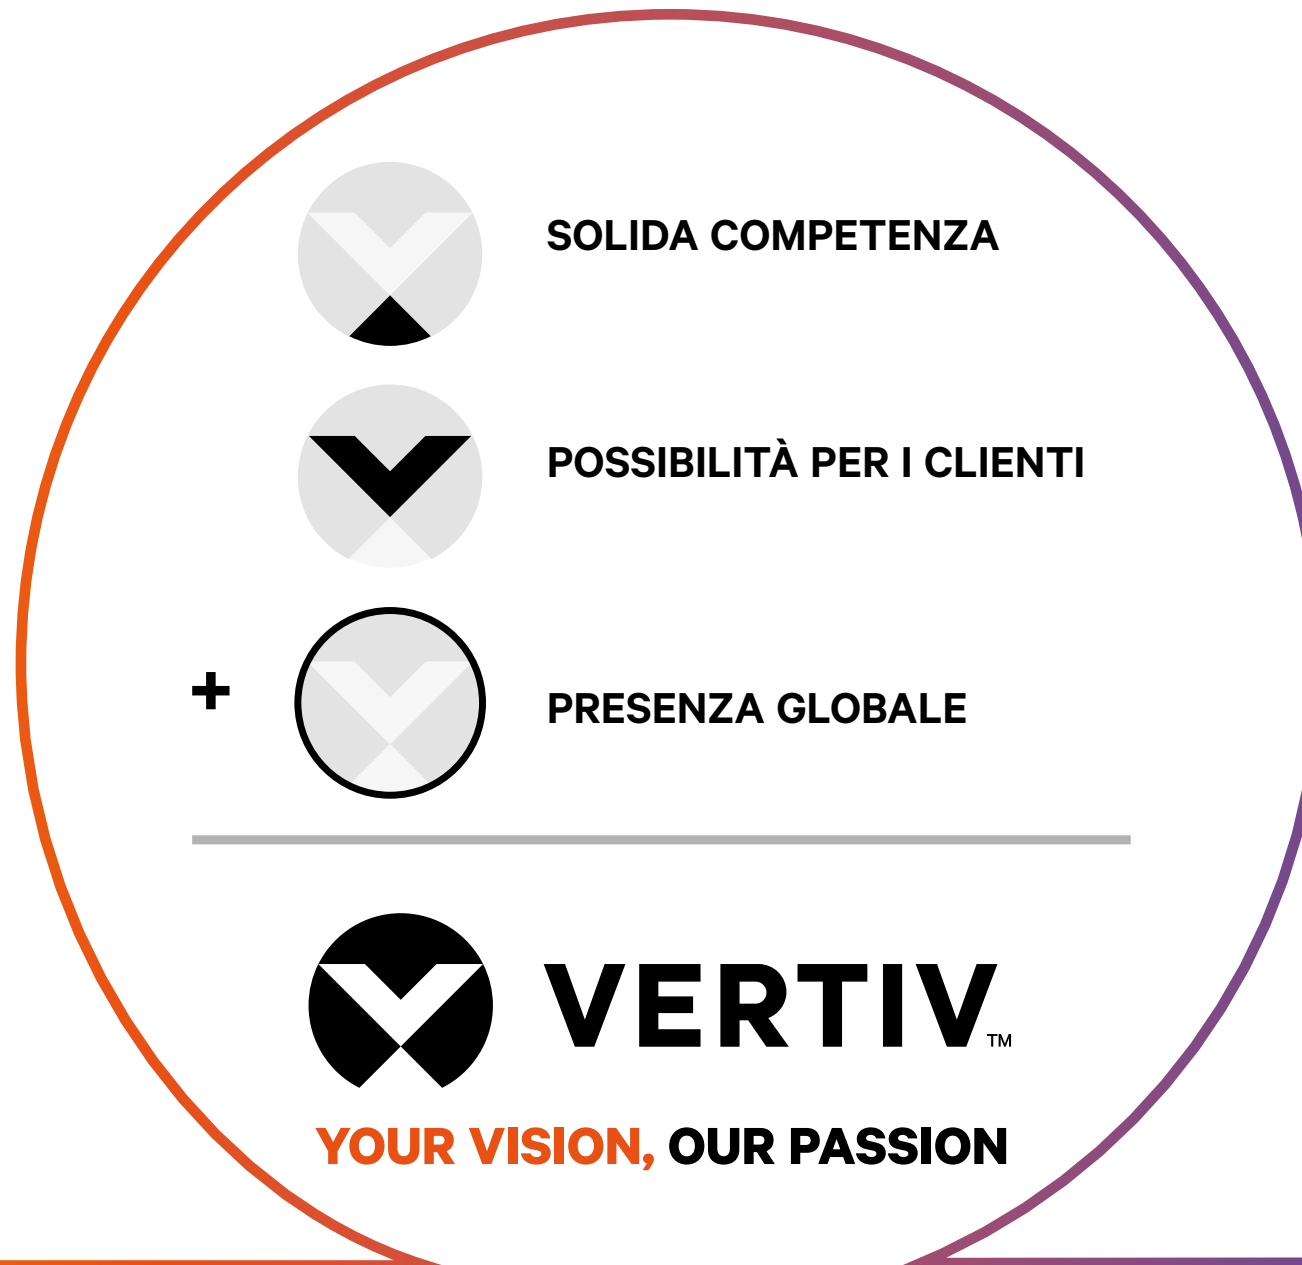 SOLIDA COMPETENZA
POSSIBILITÀ PER I CLIENTI
+
PRESENZA GLOBALE
VERTIV™
YOUR VISION, OUR PASSION